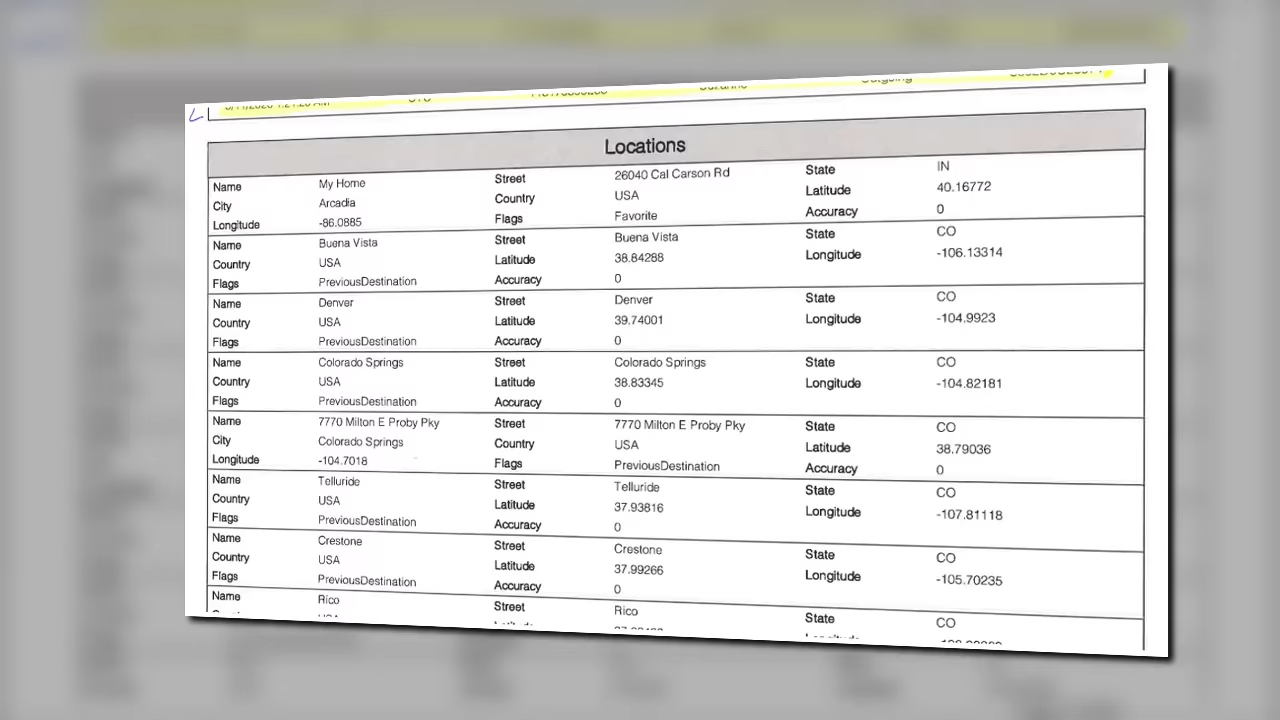 Locations
Name My Home Street 26040 Cal Carson Rd State IN
City Arcadia Country USA Latitude 40.16772
Longitude -86.0885 Flags Favorite Accuracy 0
Name Buena Vista Street Buena Vista State CO
Country USA Latitude 38.84288 Longitude -106.13314
Flags PreviousDestination Accuracy 0
Name Denver Street Denver State CO
Country USA Latitude 39.74001 Longitude -104.9923
Flags PreviousDestination Accuracy 0
Name Colorado Springs Street Colorado Springs State CO
Country USA Latitude 38.83345 Longitude -104.82181
Flags PreviousDestination Accuracy 0
Name 7770 Milton E Proby Pky Street 7770 Milton E Proby Pky State CO
City Colorado Springs Country USA Latitude 38.79036
Longitude -104.7018 Flags PreviousDestination Accuracy 0
Name Telluride Street Telluride State CO
Country USA Latitude 37.93816 Longitude -107.81118
Flags PreviousDestination Accuracy 0
Name Crestone Street Crestone State CO
Country USA Latitude 37.99266 Longitude -105.70235
Flags PreviousDestination Accuracy 0
Name Rico Street Rico State CO